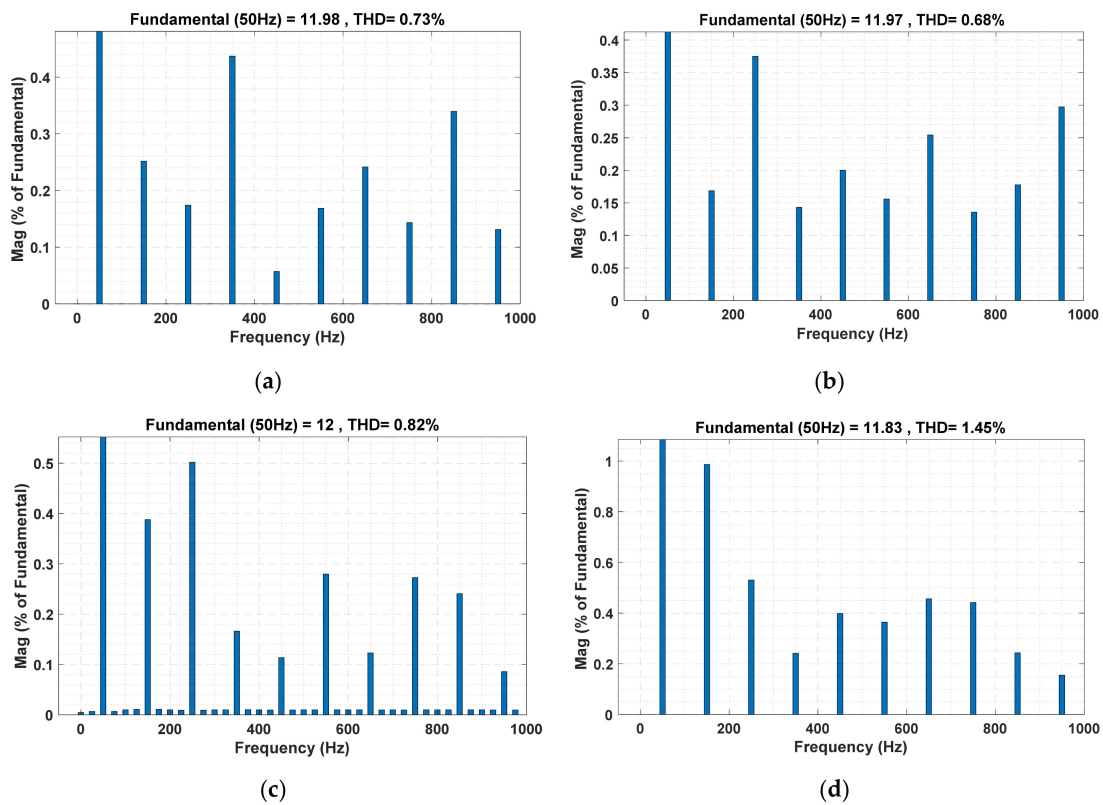 Fundamental (50Hz) = 11.98 , THD= 0.73%
Mag (% of Fundamental)
0.4
0.3
0.2
0.1
0
0 200 400 600 800 1000
Frequency (Hz)
(a)
Fundamental (50Hz) = 11.97 , THD= 0.68%
Mag (% of Fundamental)
0.4
0.35
0.3
0.25
0.2
0.15
0.1
0.05
0
0 200 400 600 800 1000
Frequency (Hz)
(b)
Fundamental (50Hz) = 12 , THD= 0.82%
Mag (% of Fundamental)
0.5
0.4
0.3
0.2
0.1
0
0 200 400 600 800 1000
Frequency (Hz)
(c)
Fundamental (50Hz) = 11.83 , THD= 1.45%
Mag (% of Fundamental)
1
0.8
0.6
0.4
0.2
0
0 200 400 600 800 1000
Frequency (Hz)
(d)